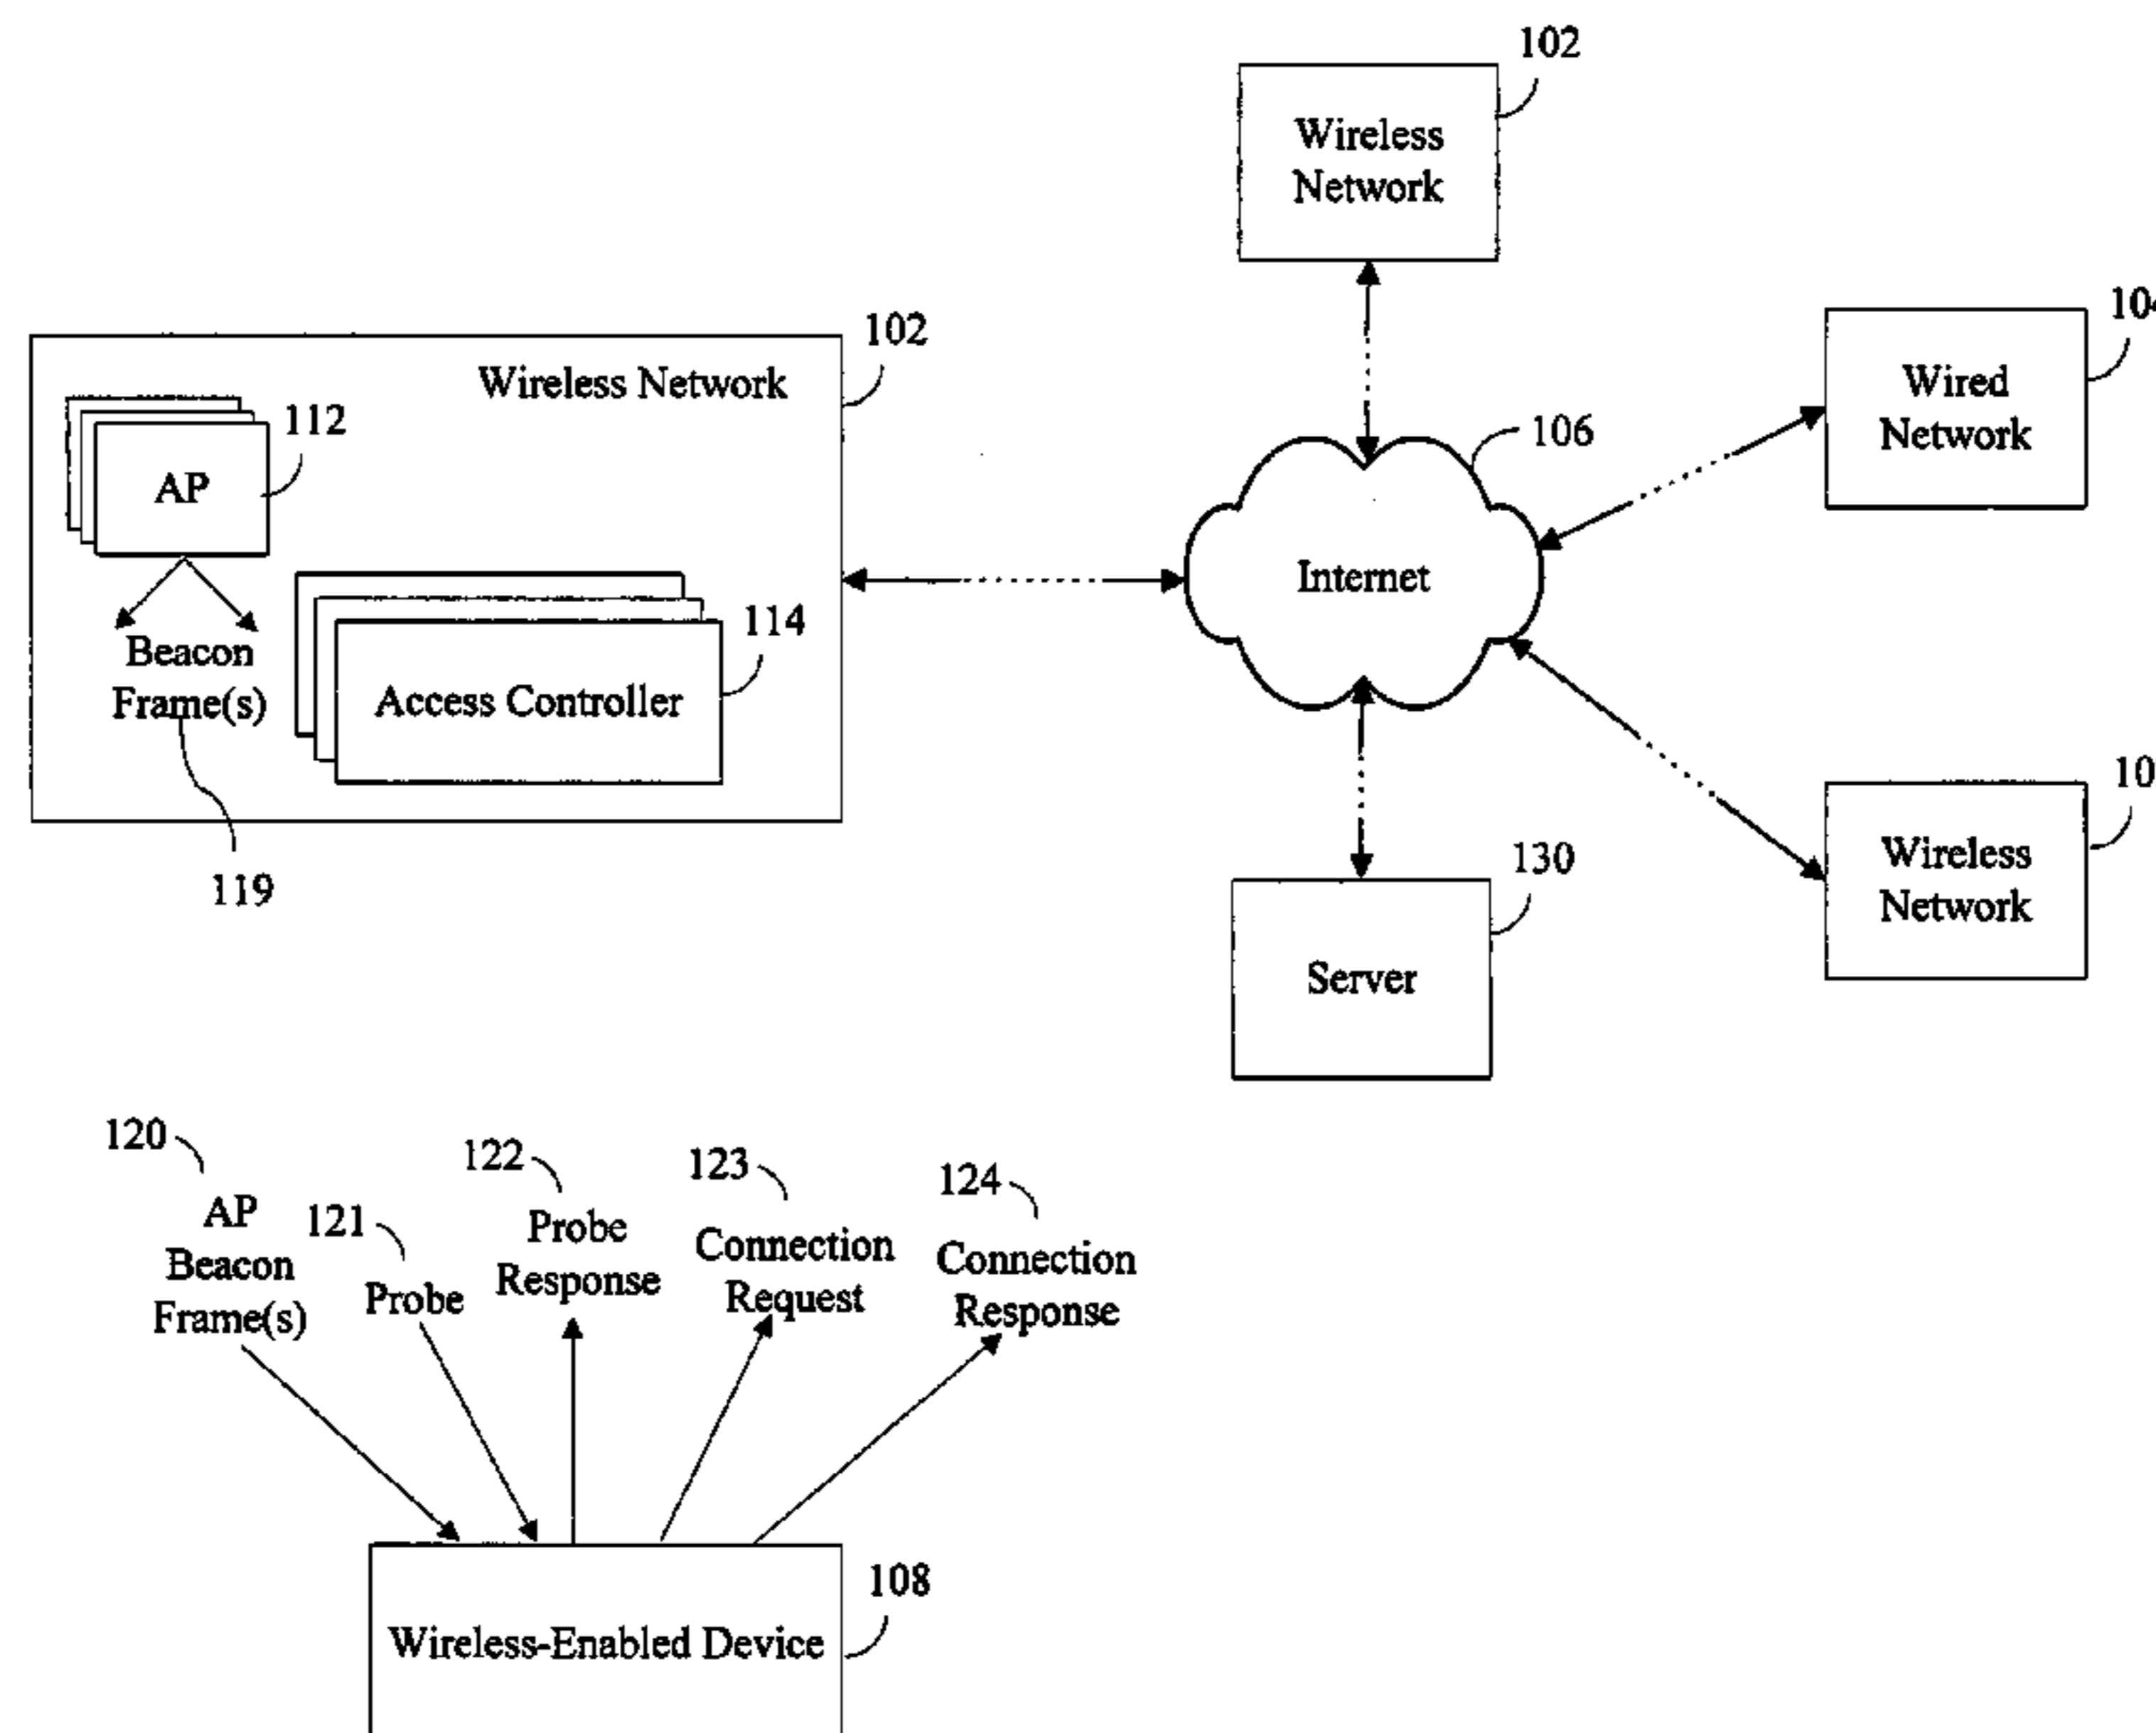 102
Wireless
Network
102
Wireless Network
112
AP
Beacon
Frame(s)
119
114
Access Controller
106
Internet
Wired
Network
Wireless
Network
130
Server
120
AP
Beacon
Frame(s)
121
Probe
122
Probe
Response
123
Connection
Request
124
Connection
Response
108
Wireless-Enabled Device